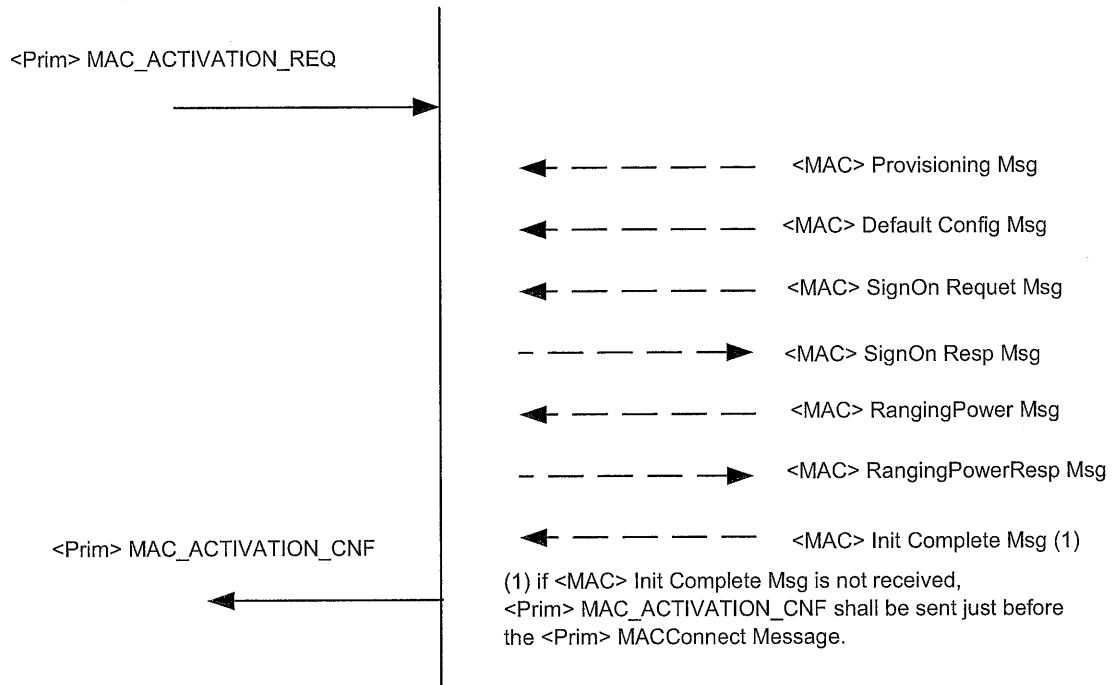 <Prim> MAC_ACTIVATION_REQ
<MAC> Provisioning Msg
<MAC> Default Config Msg
<MAC> SignOn Requet Msg
<MAC> SignOn Resp Msg
<MAC> RangingPower Msg
<MAC> RangingPowerResp Msg
<MAC> Init Complete Msg (1)
<Prim> MAC_ACTIVATION_CNF
(1) if <MAC> Init Complete Msg is not received,
<Prim> MAC_ACTIVATION_CNF shall be sent just before
the <Prim> MACConnect Message.